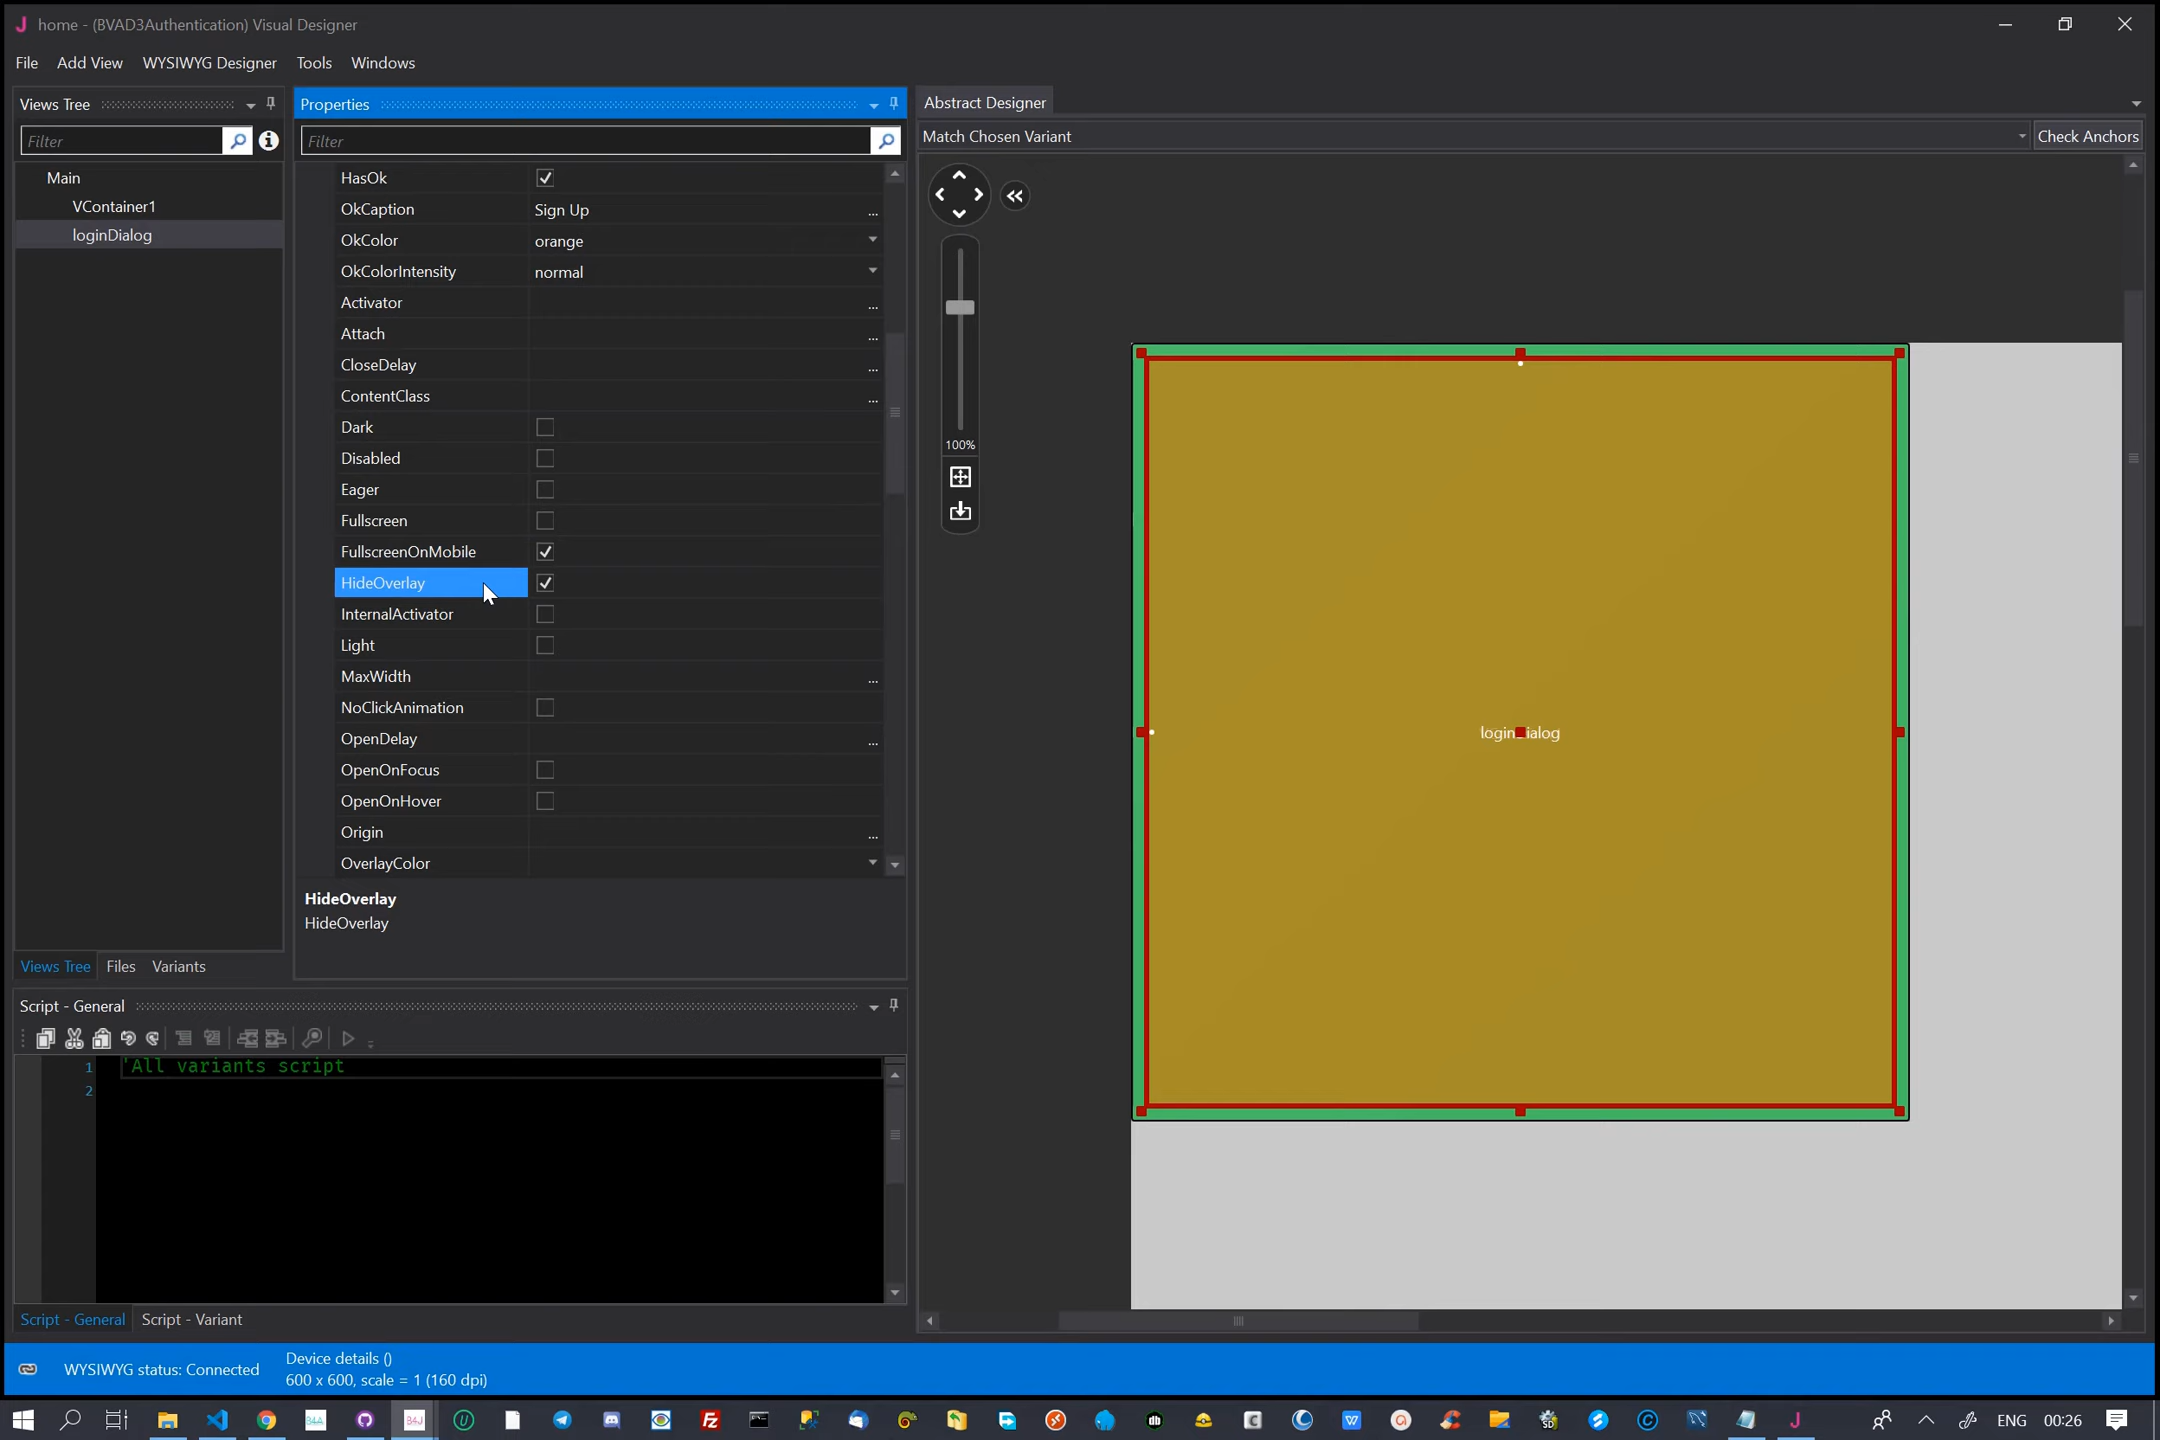 home - (BVAD3Authentication) Visual Designer
File Add View WYSIWYG Designer Tools Windows
Views Tree
Filter
Main
VContainer1
loginDialog
Views Tree Files Variants
Properties
Filter
HasOk
OkCaption Sign Up ...
OkColor orange
OkColorIntensity normal
Activator ...
Attach ...
CloseDelay ...
ContentClass ...
Dark
Disabled
Eager
Fullscreen
FullscreenOnMobile
HideOverlay
InternalActivator
Light
MaxWidth ...
NoClickAnimation
OpenDelay ...
OpenOnFocus
OpenOnHover
Origin ...
OverlayColor
HideOverlay
HideOverlay
Abstract Designer
Match Chosen Variant Check Anchors
100%
Script - General
1 'All variants script
2
Script - General Script - Variant
WYSIWYG status: Connected
Device details ()
600 x 600, scale = 1 (160 dpi)
B4A B4J ENG 00:26